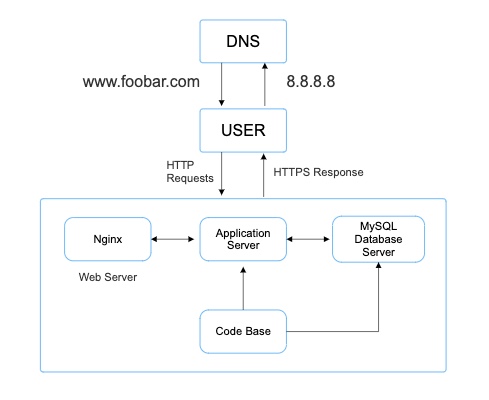 DNS
www.foobar.com
8.8.8.8
USER
HTTP
Requests
HTTPS Response
Nginx
Application
Server
MySQL
Database
Server
Web Server
Code Base